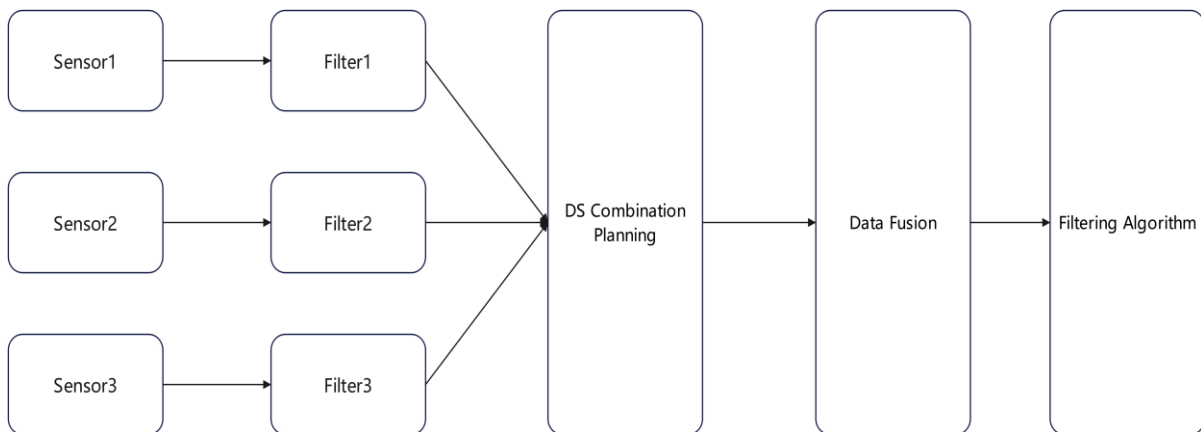 Sensor1
Filter1
Sensor2
Filter2
DS Combination
Planning
Data Fusion
Filtering Algorithm
Sensor3
Filter3